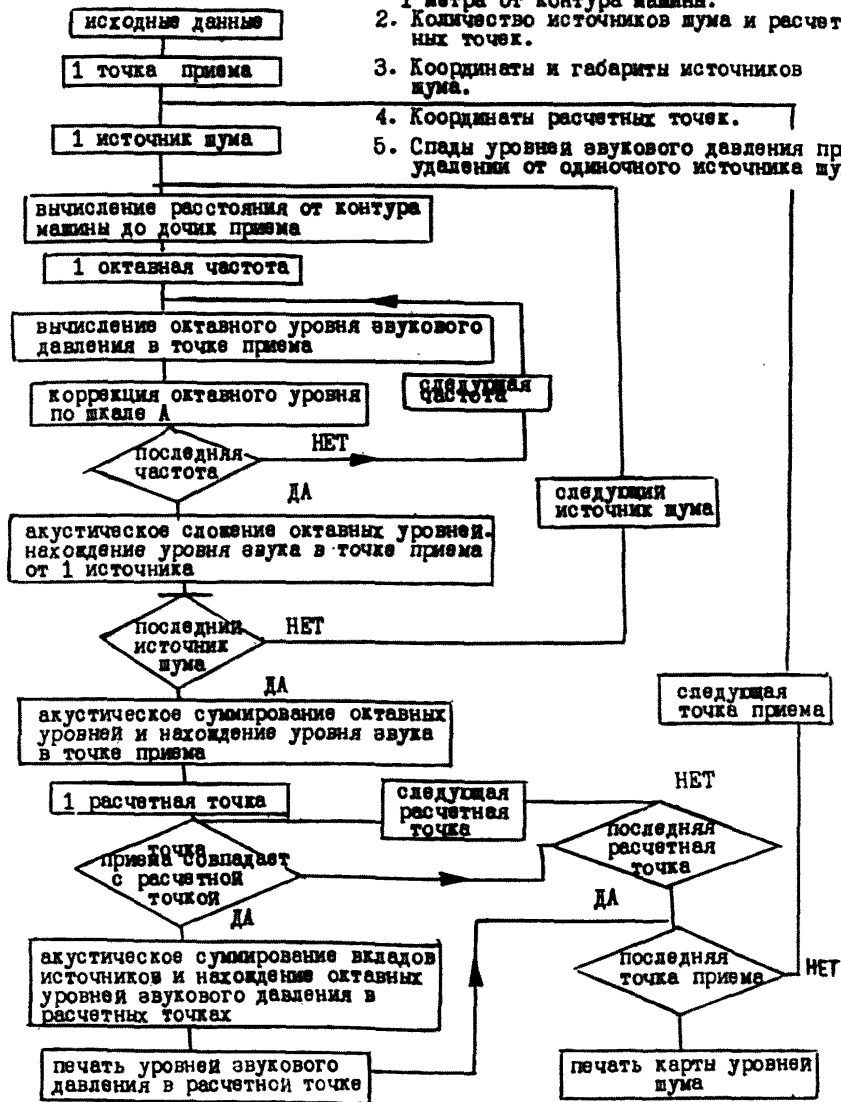 исходные данные
1 метра от контура машины.
2. Количество источников шума и расчет
ных точек.
3. Координаты и габариты источников
шума.
4. Координаты расчетных точек.
5. Спады уровней звукового давления пр
удалении от одиночного источника шу
1 точка приема
1 источник шума
вычисление расстояния от контура
машины до дочик приема
1 октавная частота
вычисление октавного уровня звукового
давления в точке приема
следующая
частота
коррекция октавного уровня
по шкале А
последняя
частота
НЕТ
ДА
следующий
источник шума
акустическое сложение октавных уровней-
нахождение уровня звука в точке приема
от 1 источника
последний
источник
шума
НЕТ
ДА
следующая
точка приема
акустическое суммирование октавных
уровней и нахождение уровня звука
в точке приема
1 расчетная точка
следующая
расчетная
точка
НЕТ
точка
приема совпадает
с расчетной
точкой
последняя
расчетная
точка
ДА
ДА
акустическое суммирование вкладов
источников и нахождение октавных
уровней звукового давления в
расчетных точках
последняя
точка приема
НЕТ
печать уровней звукового
давления в расчетной точке
печать карты уровней
шума